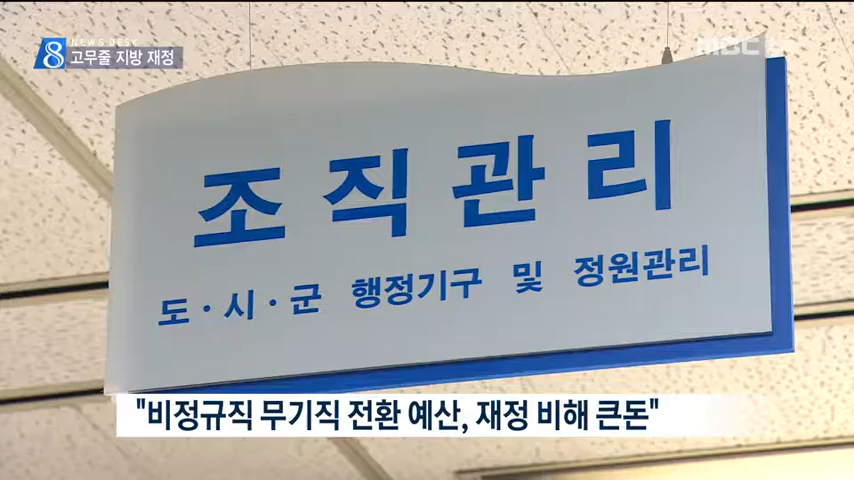 NEWS DESK
8 고무줄 지방 재정
MBC
조직관리
도·시·군 행정기구 및 정원관리
"비정규직 무기직 전환 예산, 재정 비해 큰돈"